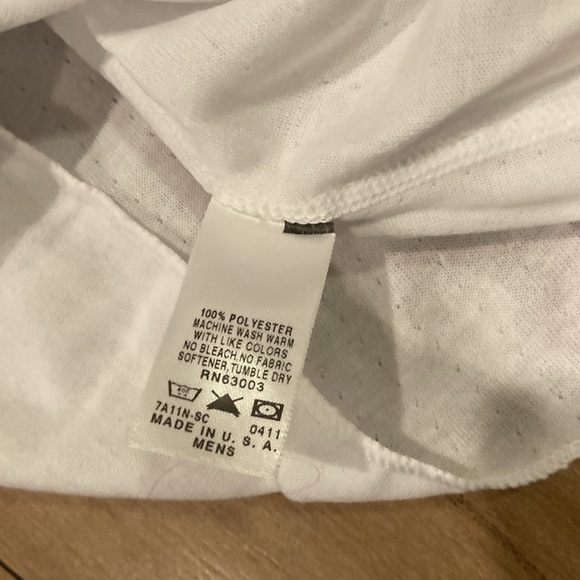 100% POLYESTER
MACHINE WASH WARM
WITH LIKE COLORS
NO BLEACH,NO FABRIC
SOFTENER,TUMBLE DRY
RN63003
7A11N-SC 0411
MADE IN U. S. A.
MENS